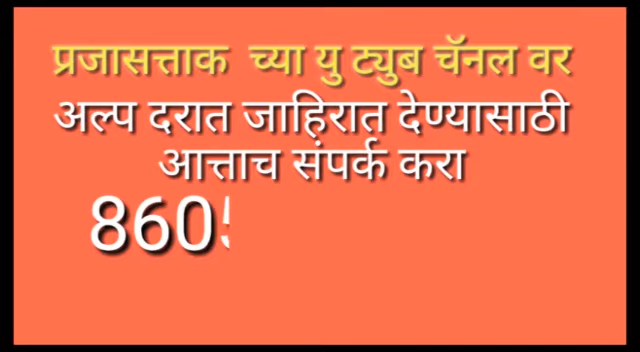 प्रजासत्ताक च्या यु ट्युब चॅनल वर
अल्प दरात जाहिरात देण्यासाठी
आत्ताच संपर्क करा
860